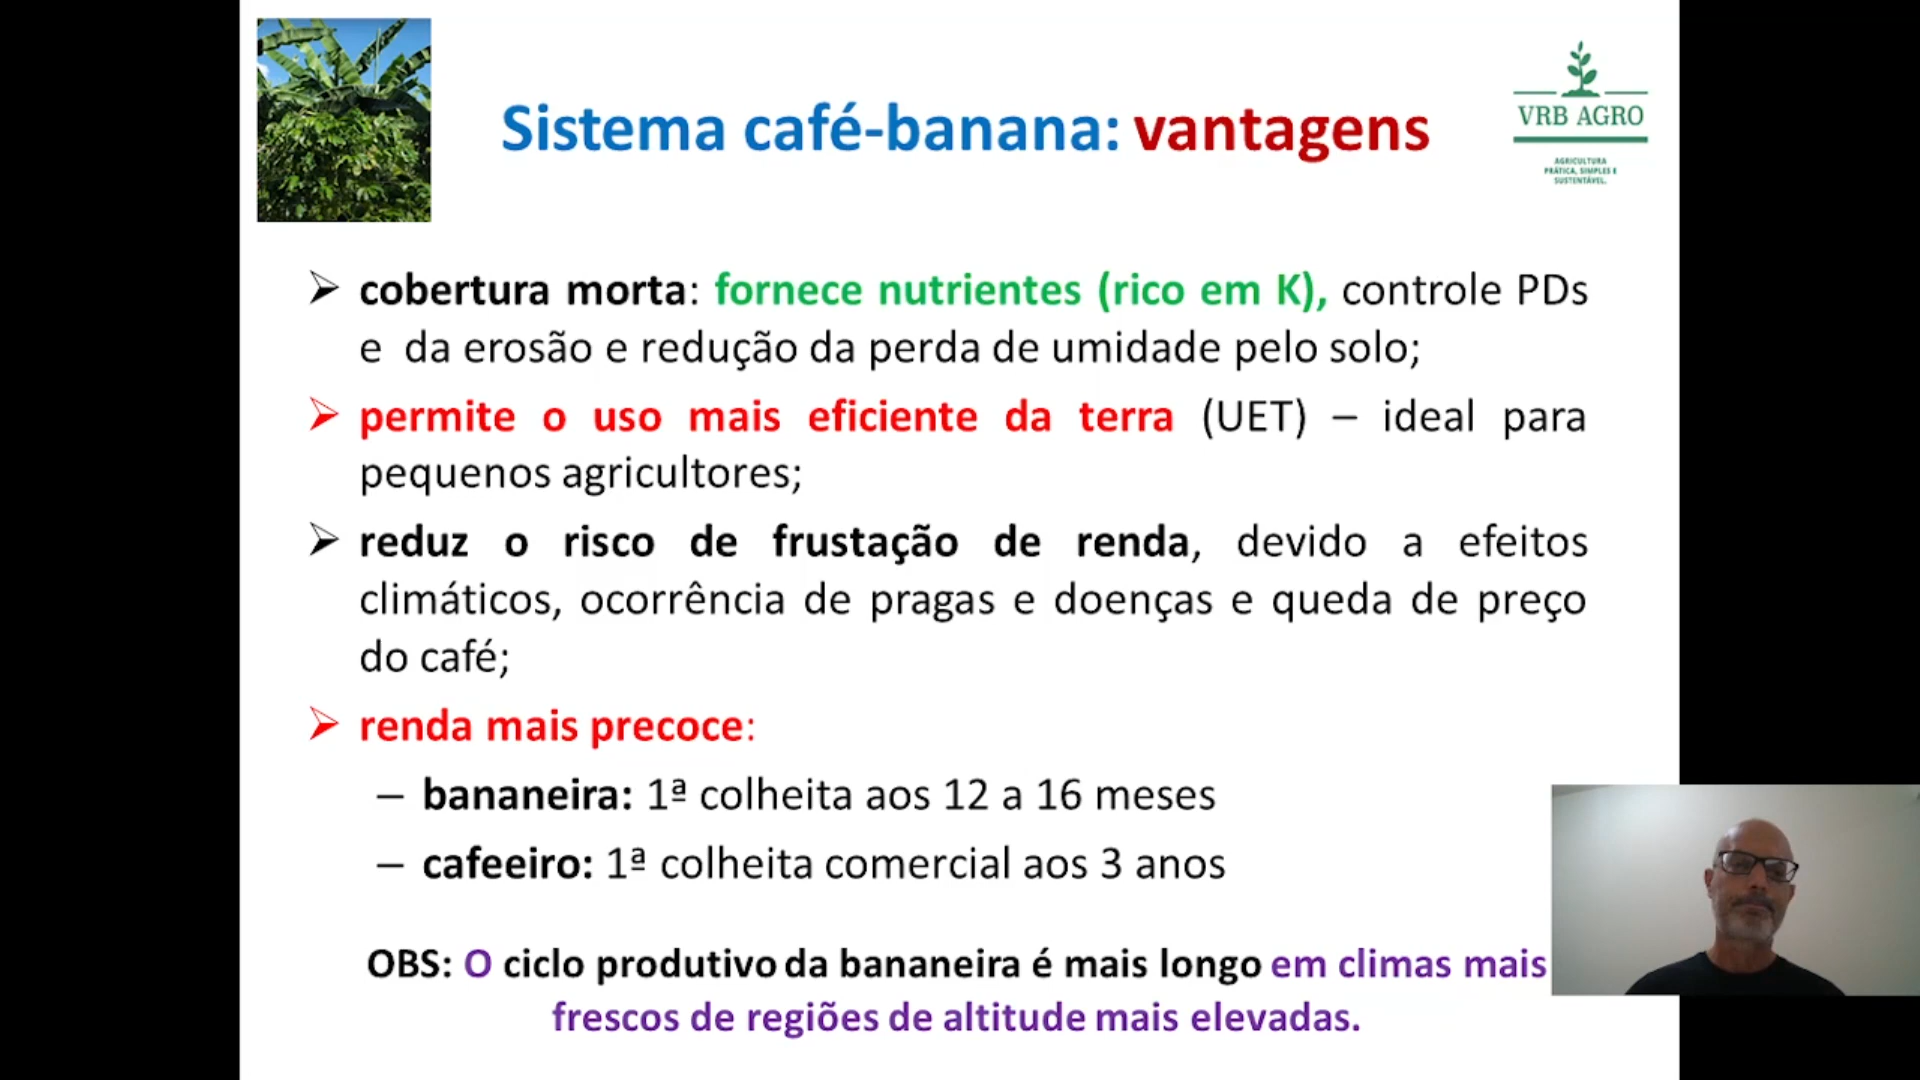 Sistema café-banana: vantagens
VRB AGRO
AGRICULTURA
PRÁTICA, SIMPLES E
SUSTENTÁVEL.
➢ cobertura morta: fornece nutrientes (rico em K), controle PDs
e da erosão e redução da perda de umidade pelo solo;
➢ permite o uso mais eficiente da terra (UET) – ideal para
pequenos agricultores;
➢ reduz o risco de frustação de renda, devido a efeitos
climáticos, ocorrência de pragas e doenças e queda de preço
do café;
➢ renda mais precoce:
– bananeira: 1ª colheita aos 12 a 16 meses
– cafeeiro: 1ª colheita comercial aos 3 anos
OBS: O ciclo produtivo da bananeira é mais longo em climas mais
frescos de regiões de altitude mais elevadas.